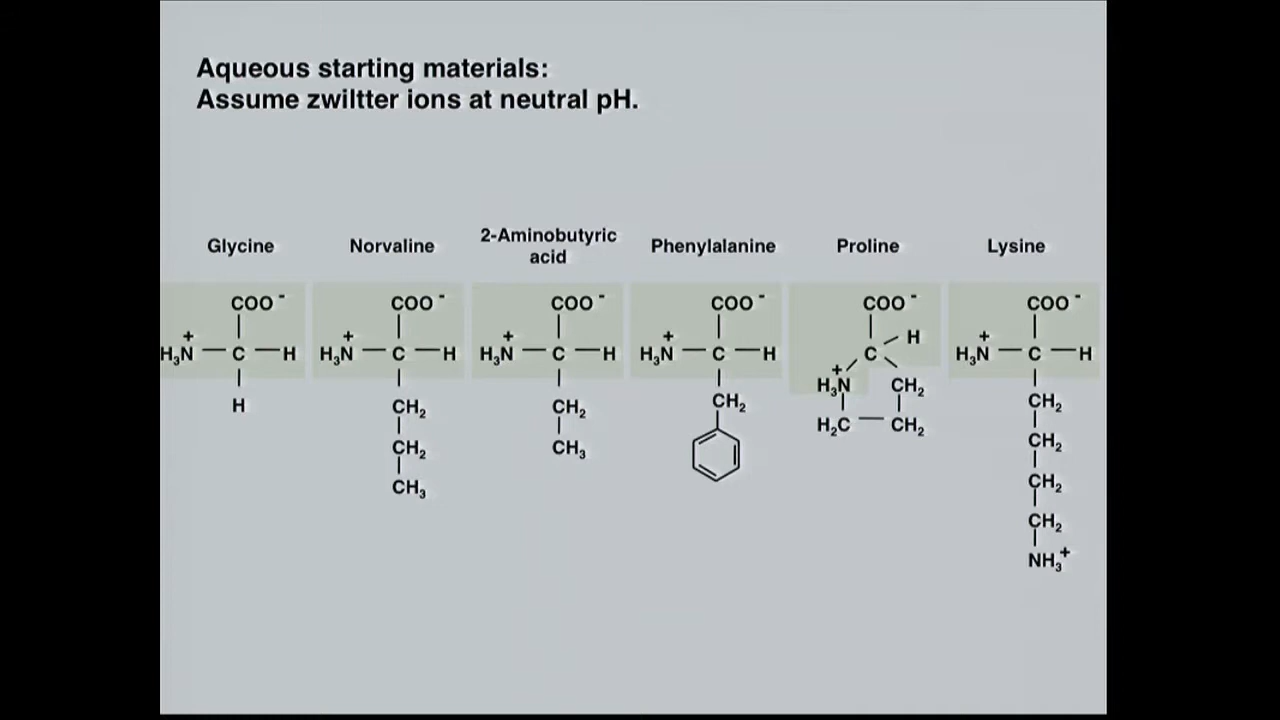 Aqueous starting materials:
Assume zwiltter ions at neutral pH.
Glycine
COO -
+
H3N C H
H
Norvaline
COO -
+
H3N C H
CH2
CH2
CH3
2-Aminobutyric
acid
COO -
+
H3N C H
CH2
CH3
Phenylalanine
COO -
+
H3N C H
CH2
Proline
COO -
H
C
+
H3N CH2
H2C CH2
Lysine
COO -
+
H3N C H
CH2
CH2
CH2
CH2
NH3+